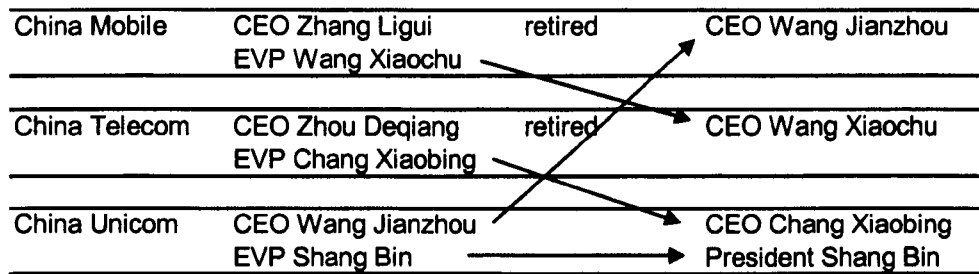 China Mobile CEO Zhang Ligui retired CEO Wang Jianzhou
EVP Wang Xiaochu
China Telecom CEO Zhou Deqiang retired CEO Wang Xiaochu
EVP Chang Xiaobing
China Unicom CEO Wang Jianzhou CEO Chang Xiaobing
EVP Shang Bin President Shang Bin